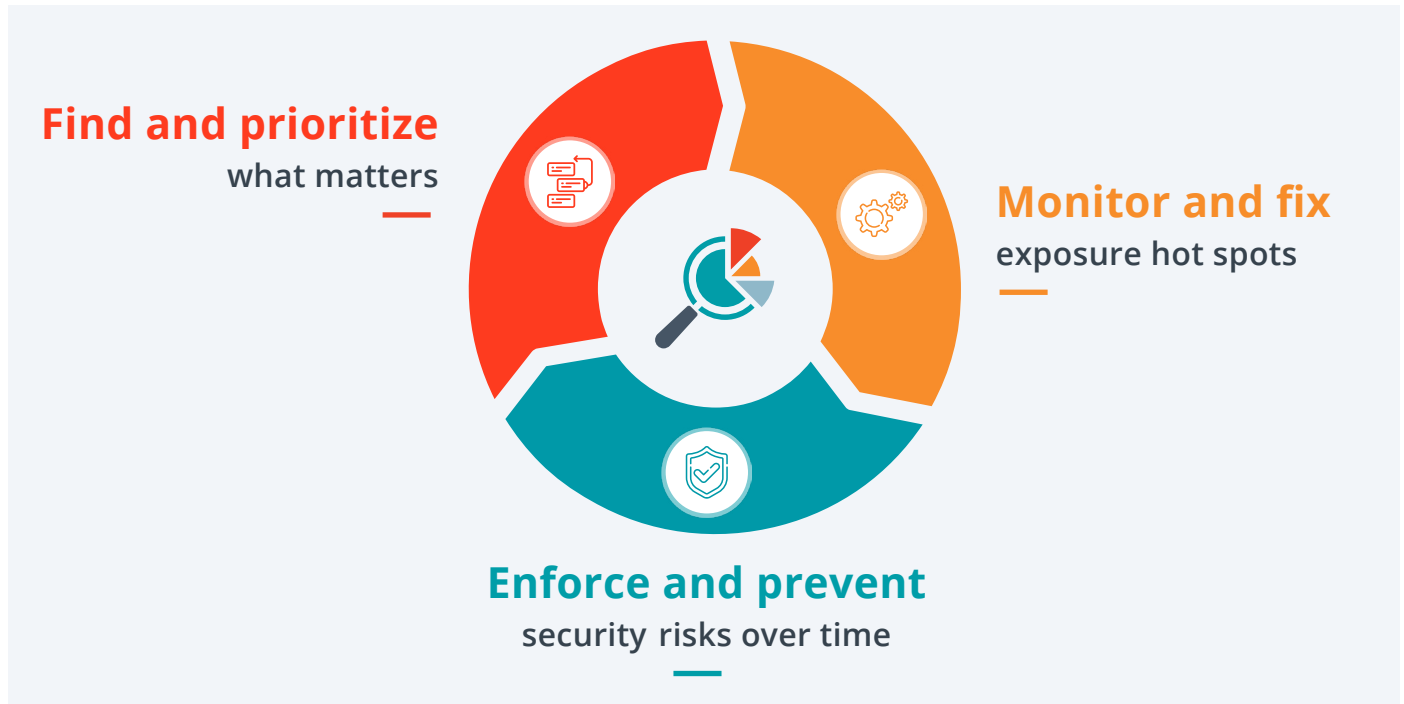 Find and prioritize
what matters
Monitor and fix
exposure hot spots
Enforce and prevent
security risks over time